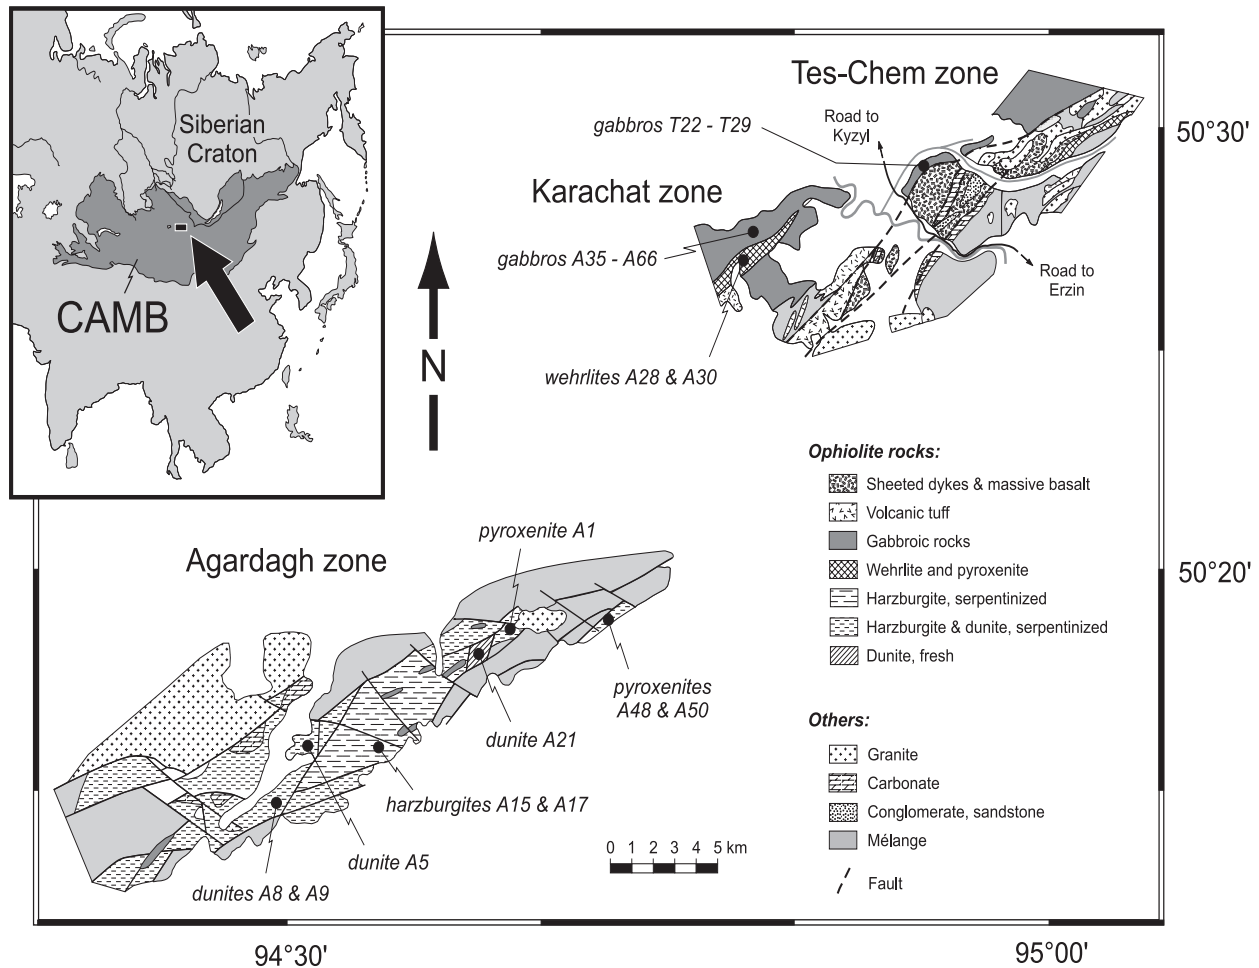 Siberian
Craton
CAMB
Tes-Chem zone
gabbros T22 - T29
Road to
Kyzyl
50°30'
Karachat zone
gabbros A35 - A66
Road to
Erzin
N
wehrlites A28 & A30
Ophiolite rocks:
Sheeted dykes & massive basalt
Volcanic tuff
Gabbroic rocks
Wehrlite and pyroxenite
Harzburgite, serpentinized
Harzburgite & dunite, serpentinized
Dunite, fresh
50°20'
Others:
Granite
Carbonate
Conglomerate, sandstone
Mélange
Fault
Agardagh zone
pyroxenite A1
pyroxenites
A48 & A50
dunite A21
harzburgites A15 & A17
dunite A5
dunites A8 & A9
0 1 2 3 4 5 km
94°30'
95°00'